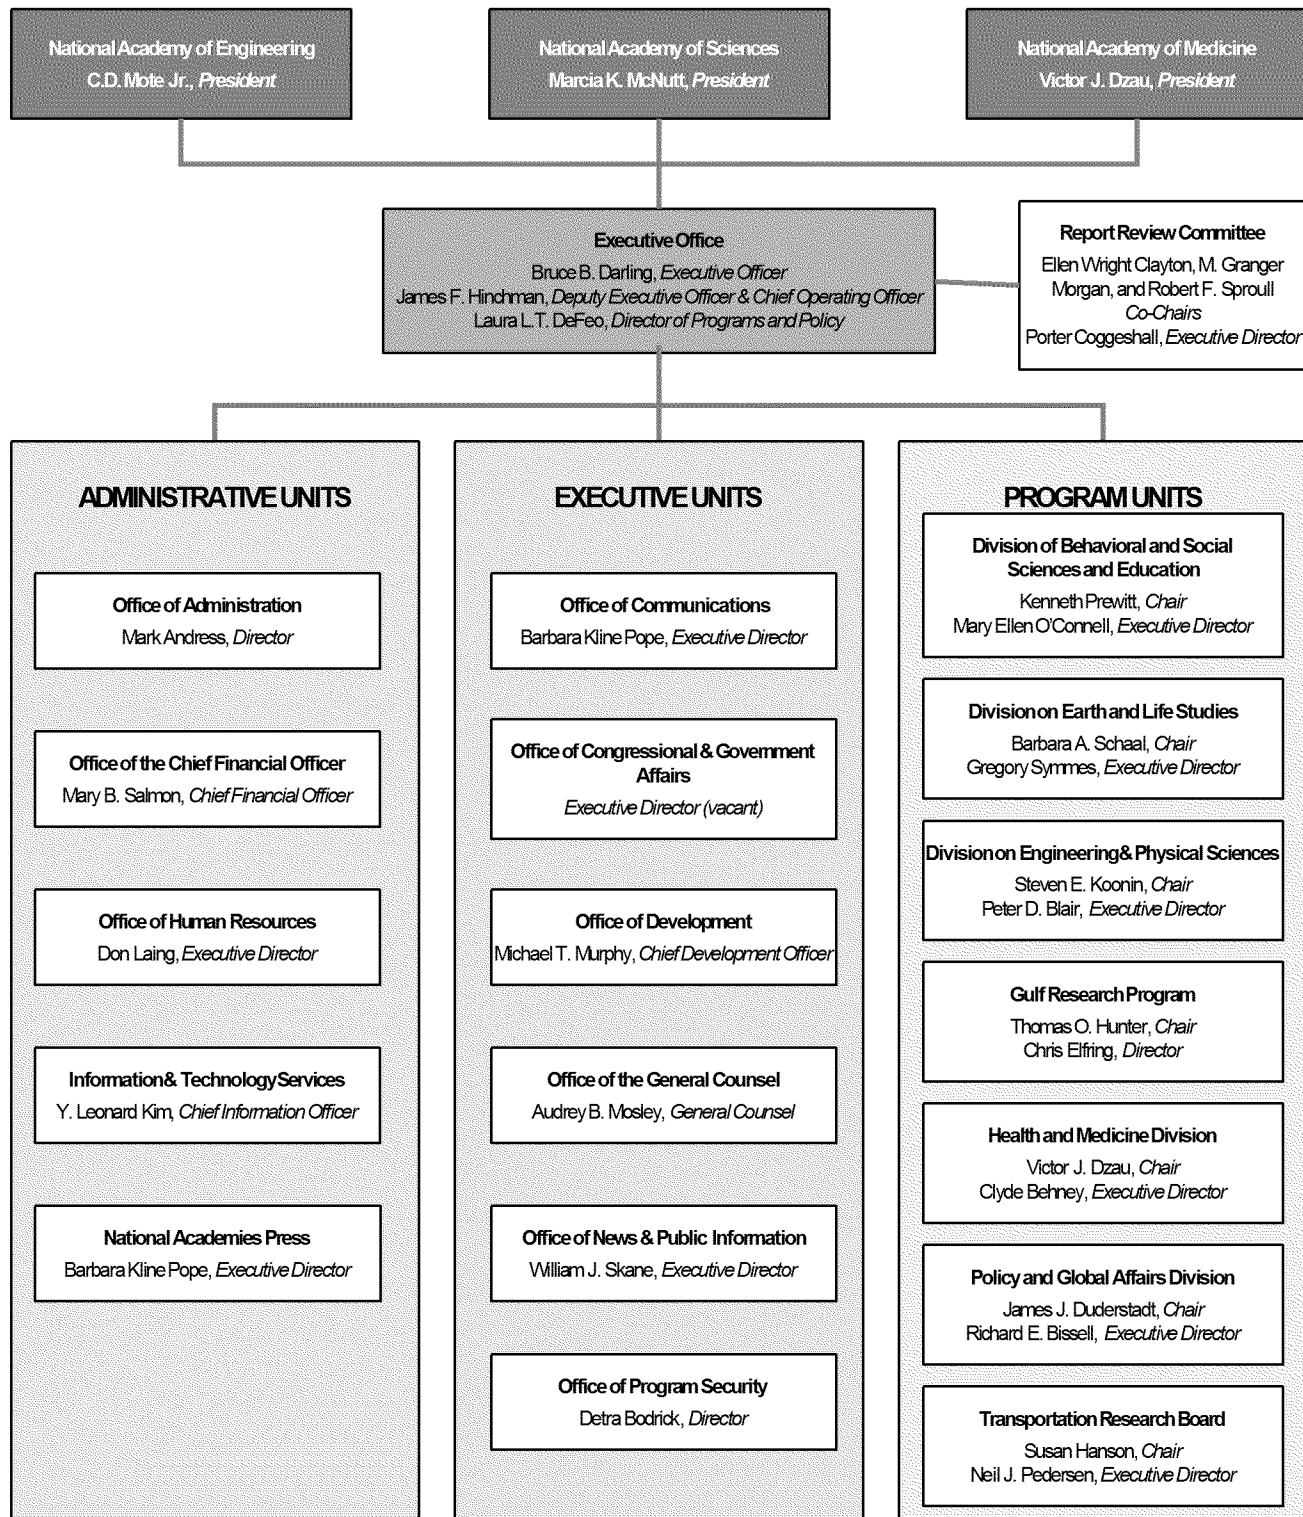 National Academy of Engineering
C.D. Mote Jr., President
National Academy of Sciences
Marcia K. McNutt, President
National Academy of Medicine
Victor J. Dzau, President
Executive Office
Bruce B. Darling, Executive Officer
James F. Hinchman, Deputy Executive Officer & Chief Operating Officer
Laura L.T. DeFeo, Director of Programs and Policy
Report Review Committee
Ellen Wright Clayton, M. Granger
Morgan, and Robert F. Sproull
Co-Chairs
Porter Coggeshall, Executive Director
ADMINISTRATIVE UNITS
Office of Administration
Mark Andress, Director
Office of the Chief Financial Officer
Mary B. Salmon, Chief Financial Officer
Office of Human Resources
Don Laing, Executive Director
Information & Technology Services
Y. Leonard Kim, Chief Information Officer
National Academies Press
Barbara Kline Pope, Executive Director
EXECUTIVE UNITS
Office of Communications
Barbara Kline Pope, Executive Director
Office of Congressional & Government
Affairs
Executive Director (vacant)
Office of Development
Michael T. Murphy, Chief Development Officer
Office of the General Counsel
Audrey B. Mosley, General Counsel
Office of News & Public Information
William J. Skane, Executive Director
Office of Program Security
Detra Bodrick, Director
PROGRAM UNITS
Division of Behavioral and Social
Sciences and Education
Kenneth Prewitt, Chair
Mary Ellen O'Connell, Executive Director
Division on Earth and Life Studies
Barbara A. Schaal, Chair
Gregory Symmes, Executive Director
Division on Engineering & Physical Sciences
Steven E. Koonin, Chair
Peter D. Blair, Executive Director
Gulf Research Program
Thomas O. Hunter, Chair
Chris Elfring, Director
Health and Medicine Division
Victor J. Dzau, Chair
Clyde Behney, Executive Director
Policy and Global Affairs Division
James J. Duderstadt, Chair
Richard E. Bissell, Executive Director
Transportation Research Board
Susan Hanson, Chair
Neil J. Pedersen, Executive Director